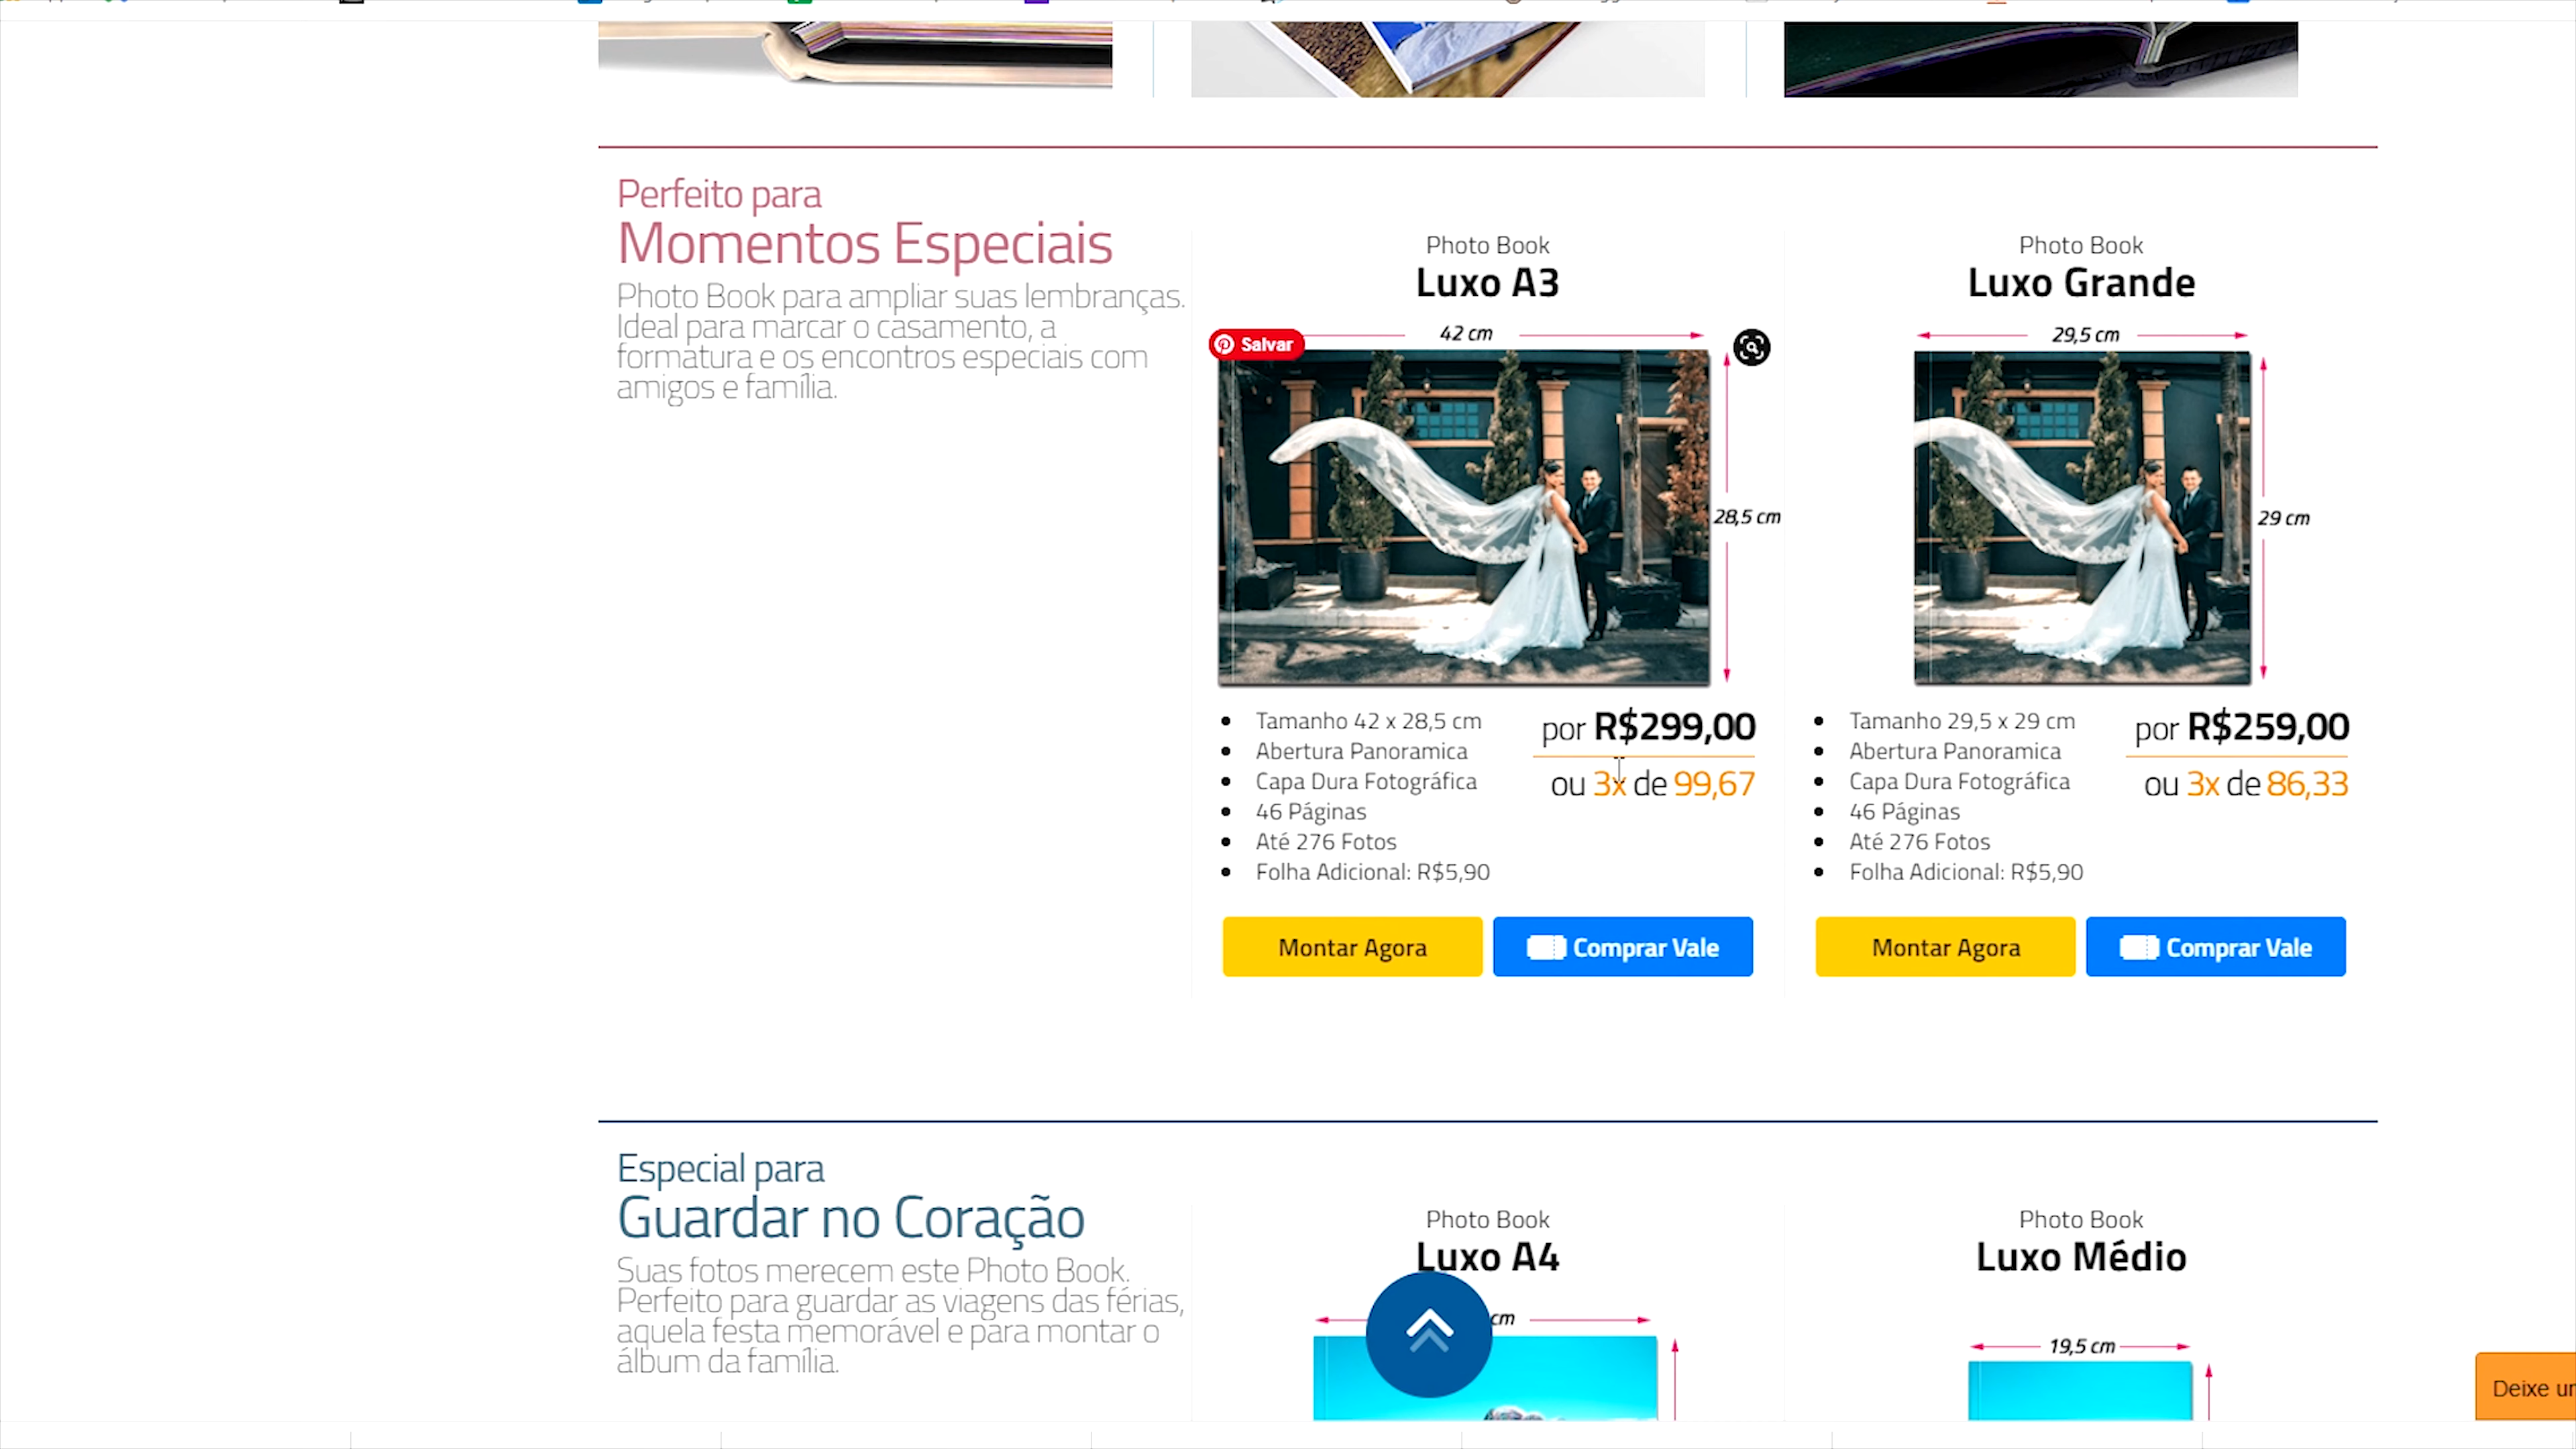 Perfeito para
Momentos Especiais
Photo Book para ampliar suas lembranças.
Ideal para marcar o casamento, a
formatura e os encontros especiais com
amigos e família.
Photo Book
Luxo A3
42 cm
Salvar
28,5 cm
Tamanho 42 x 28,5 cm
Abertura Panoramica
Capa Dura Fotográfica
46 Páginas
Até 276 Fotos
Folha Adicional: R$5,90
por R$299,00
ou 3x de 99,67
Montar Agora
Comprar Vale
Photo Book
Luxo Grande
29,5 cm
29 cm
Tamanho 29,5 x 29 cm
Abertura Panoramica
Capa Dura Fotográfica
46 Páginas
Até 276 Fotos
Folha Adicional: R$5,90
por R$259,00
ou 3x de 86,33
Montar Agora
Comprar Vale
Especial para
Guardar no Coração
Suas fotos merecem este Photo Book.
Perfeito para guardar as viagens das férias,
aquela festa memorável e para montar o
álbum da família.
Photo Book
Luxo A4
cm
Photo Book
Luxo Médio
19,5 cm
Deixe